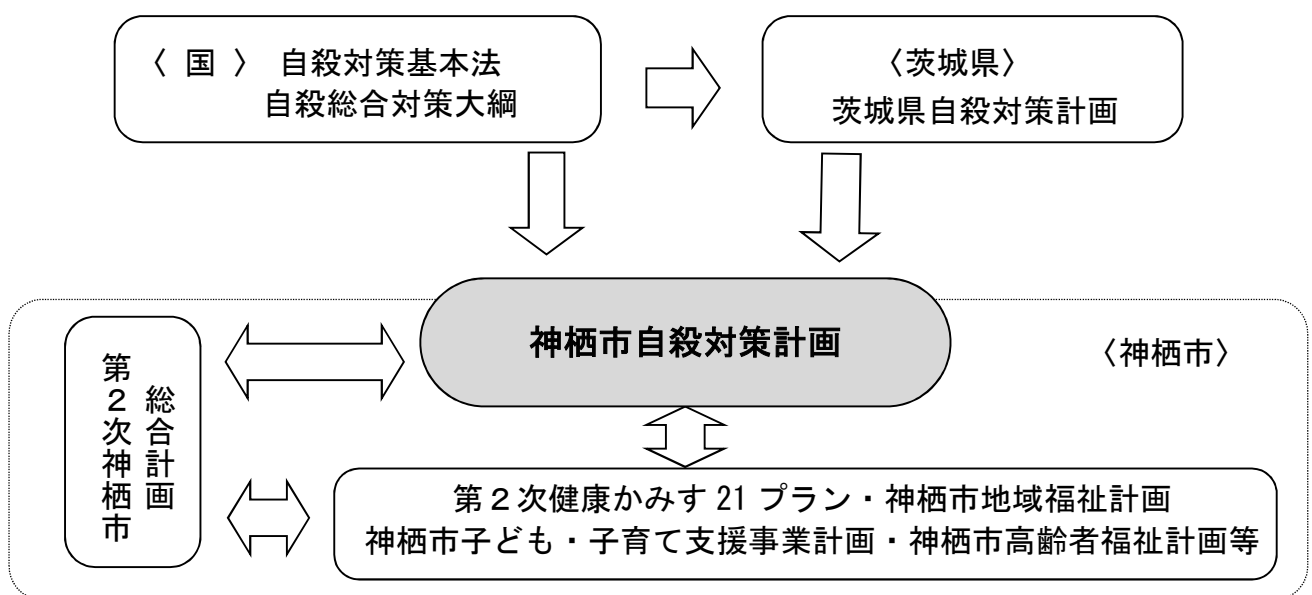 〈 国 〉 自殺対策基本法
自殺総合対策大綱
〈茨城県〉
茨城県自殺対策計画
神栖市自殺対策計画
〈神栖市〉
第２次神栖市
総合計画
第２次健康かみす 21 プラン・神栖市地域福祉計画
神栖市子ども・子育て支援事業計画・神栖市高齢者福祉計画等